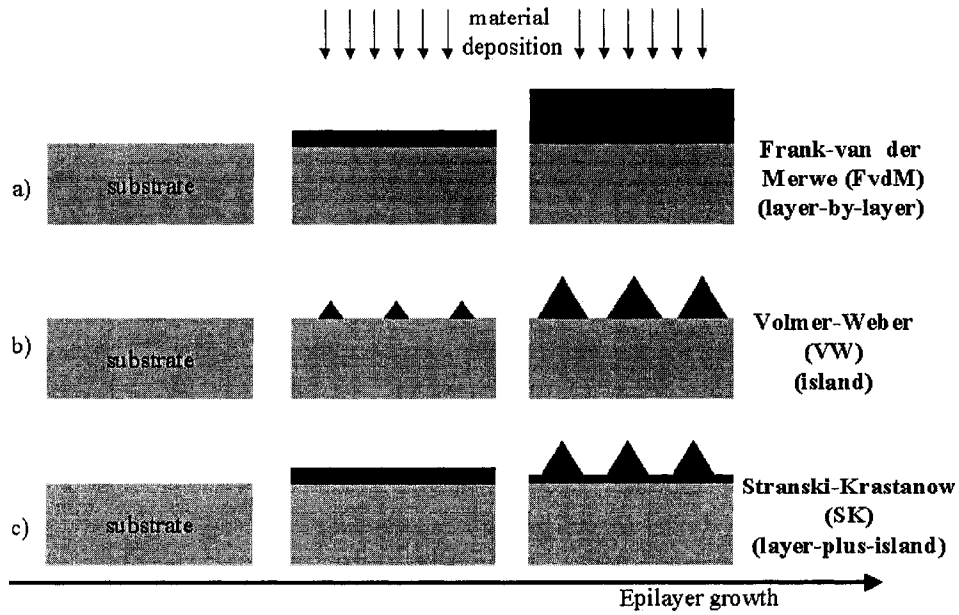 material
deposition
a)
substrate
Frank-van der
Merwe (FvdM)
(layer-by-layer)
b)
substrate
Volmer-Weber
(VW)
(island)
c)
substrate
Stranski-Krastanow
(SK)
(layer-plus-island)
Epilayer growth